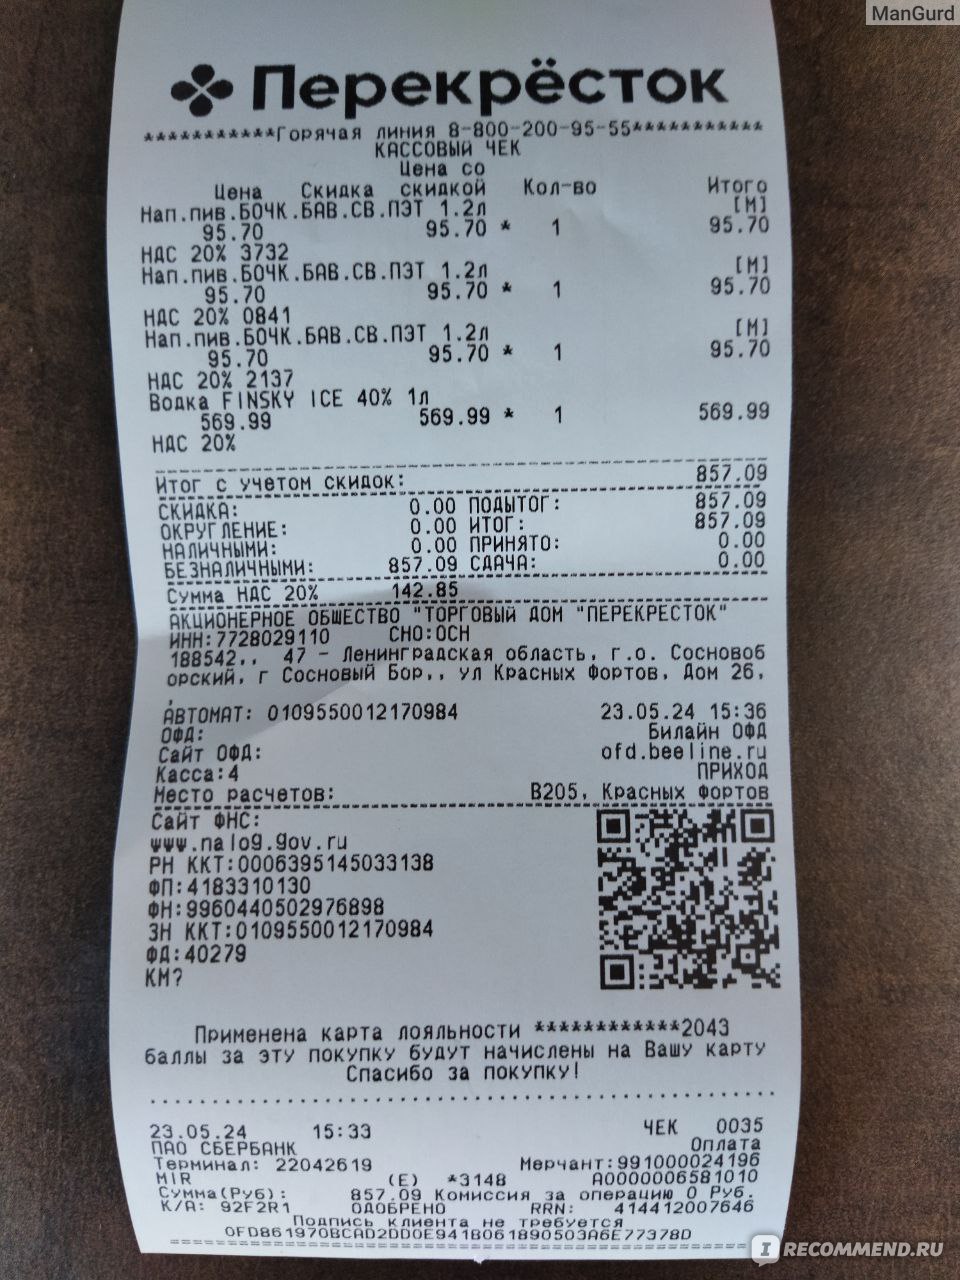 ManGurd
Перекрёсток
***********Горячая линия 8-800-200-95-55***********
КАССОВЫЙ ЧЕК
Цена Скидка Цена со скидкой Кол-во Итого
Нап.пив.БОЧК.БАВ.СВ.ПЭТ 1.2л [М]
95.70 95.70 * 1 95.70
НДС 20% 3732
Нап.пив.БОЧК.БАВ.СВ.ПЭТ 1.2л [М]
95.70 95.70 * 1 95.70
НДС 20% 0841
Нап.пив.БОЧК.БАВ.СВ.ПЭТ 1.2л [М]
95.70 95.70 * 1 95.70
НДС 20% 2137
Водка FINSKY ICE 40% 1л
569.99 569.99 * 1 569.99
НДС 20%
Итог с учетом скидок: 857.09
СКИДКА: 0.00 ПОДЫТОГ: 857.09
ОКРУГЛЕНИЕ: 0.00 ИТОГ: 857.09
НАЛИЧНЫМИ: 0.00 ПРИНЯТО: 0.00
БЕЗНАЛИЧНЫМИ: 857.09 СДАЧА: 0.00
Сумма НДС 20% 142.85
АКЦИОНЕРНОЕ ОБЩЕСТВО "ТОРГОВЫЙ ДОМ "ПЕРЕКРЕСТОК"
ИНН:7728029110 СНО:ОСН
188542,, 47 - Ленинградская область, г.о. Сосновоб
орский, г Сосновый Бор,, ул Красных Фортов, Дом 26,
,
АВТОМАТ: 0109550012170984 23.05.24 15:36
ОФД: Билайн ОФД
Сайт ОФД: ofd.beeline.ru
Касса:4 ПРИХОД
Место расчетов: В205, Красных Фортов
Сайт ФНС:
www.nalog.gov.ru
РН ККТ:0006395145033138
ФП:4183310130
ФН:9960440502976898
ЗН ККТ:0109550012170984
ФД:40279
КМ?
Применена карта лояльности ************2043
баллы за эту покупку будут начислены на Вашу карту
Спасибо за покупку!
23.05.24 15:33 ЧЕК 0035
ПАО СБЕРБАНК Оплата
Терминал: 22042619 Мерчант:991000024196
MIR (E) *3148 A0000006581010
Сумма(Руб): 857.09 Комиссия за операцию 0 Руб.
К/А: 92F2R1 ОДОБРЕНО RRN: 414412007646
Подпись клиента не требуется
0FD861970BCAD2DD0E941B061890503A6E77378D
IRECOMMEND.RU